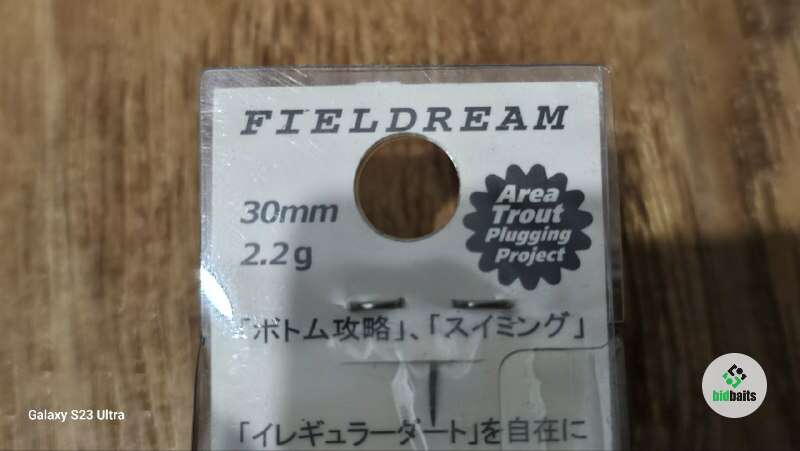 FIELDREAM
30mm
2.2g
Area
Trout
Plugging
Project
「ボトム攻略」、「スイミング」
「イレギュラーダート」を自在に
Galaxy S23 Ultra
bidbaits